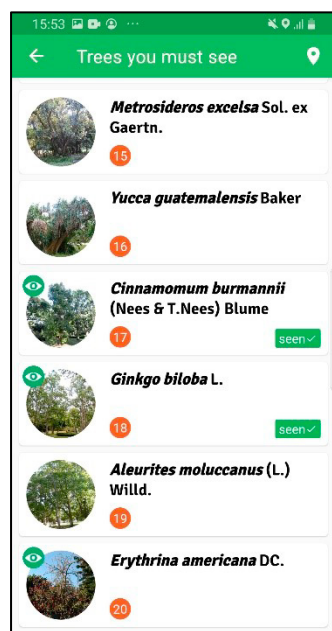 15:53
Trees you must see
Metrosideros excelsa Sol. ex
Gaertn.
15
Yucca guatemalensis Baker
16
Cinnamomum burmannii
(Nees & T.Nees) Blume
17
seen✓
Ginkgo biloba L.
18
seen✓
Aleurites moluccanus (L.)
Willd.
19
Erythrina americana DC.
20